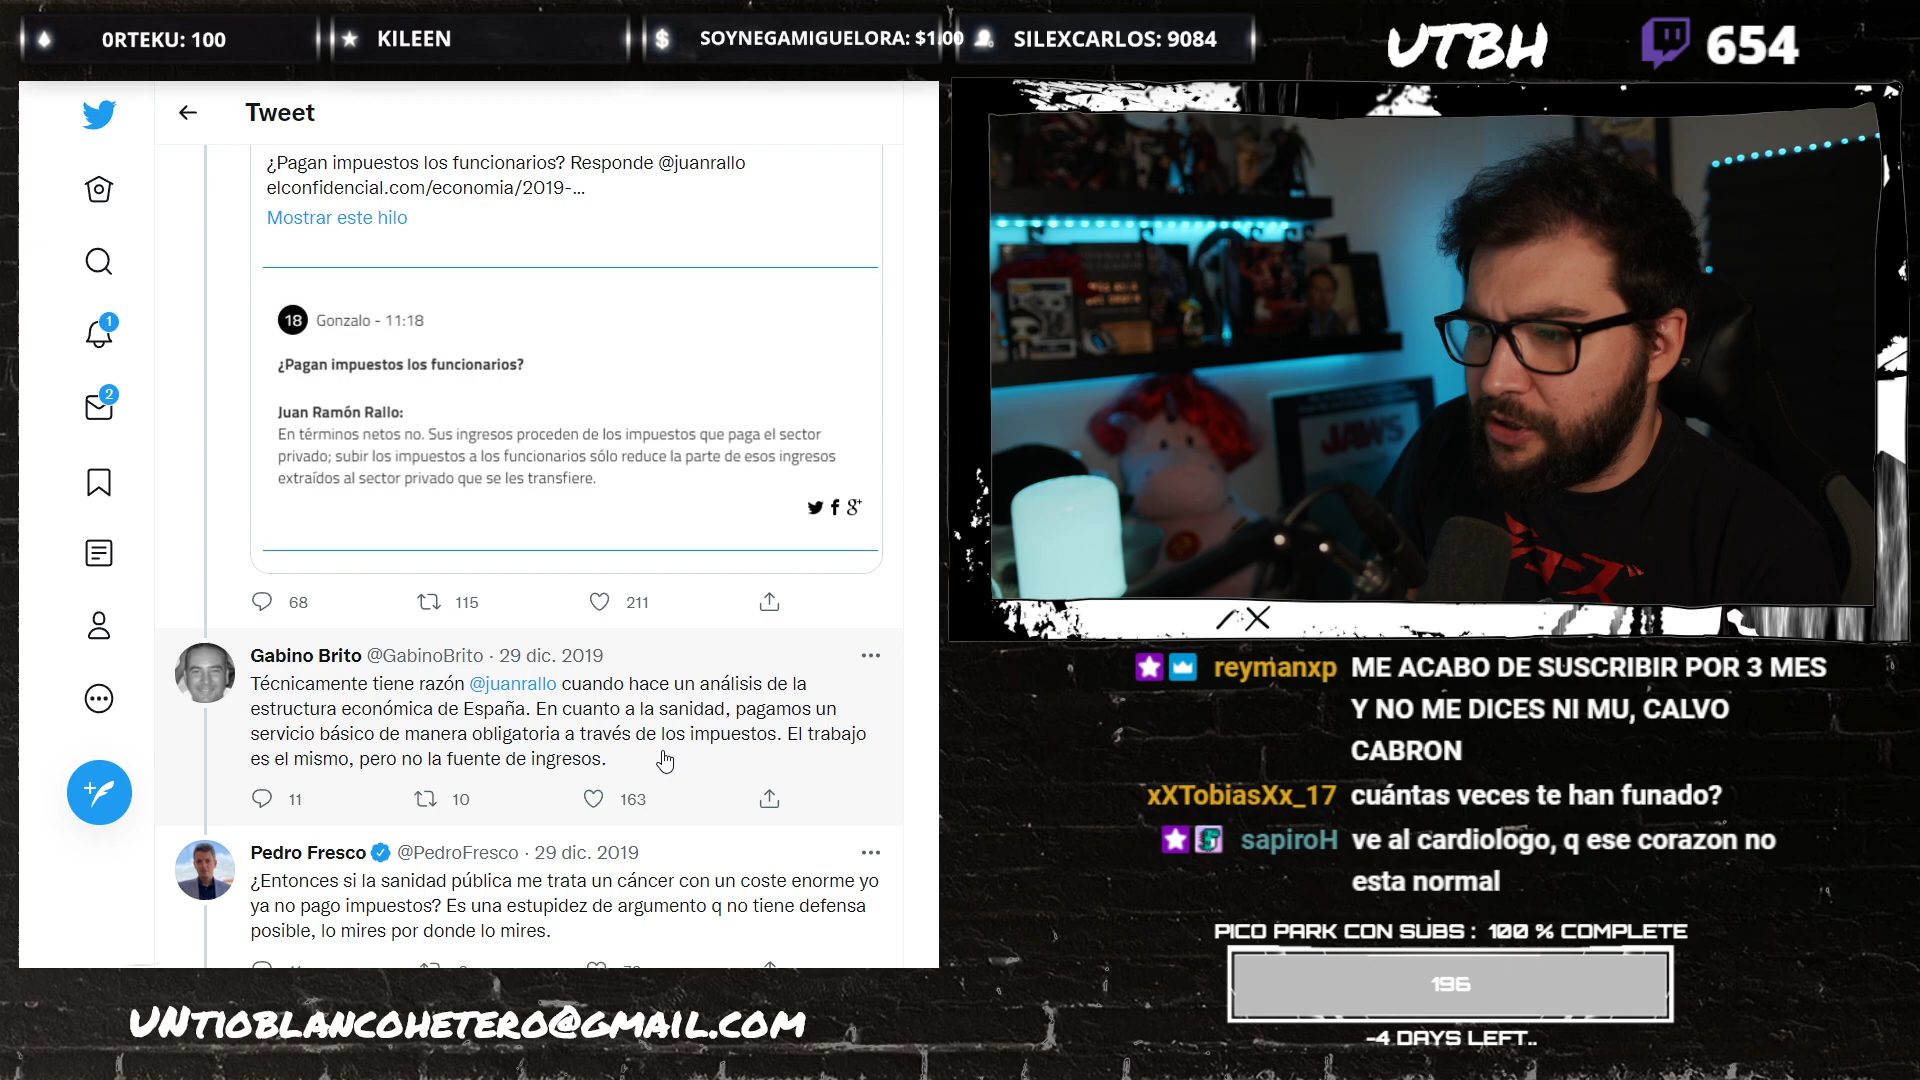 0RTEKU: 100
KILEEN
$ SOYNEGAMIGUELORA: $1.00
SILEXCARLOS: 9084
UTBH
654
Tweet
¿Pagan impuestos los funcionarios? Responde @juanrallo
elconfidencial.com/economia/2019-...
Mostrar este hilo
18 Gonzalo - 11:18
¿Pagan impuestos los funcionarios?
Juan Ramón Rallo:
En términos netos no. Sus ingresos proceden de los impuestos que paga el sector
privado; subir los impuestos a los funcionarios sólo reduce la parte de esos ingresos
extraídos al sector privado que se les transfiere.
68 115 211
Gabino Brito @GabinoBrito · 29 dic. 2019
Técnicamente tiene razón @juanrallo cuando hace un análisis de la
estructura económica de España. En cuanto a la sanidad, pagamos un
servicio básico de manera obligatoria a través de los impuestos. El trabajo
es el mismo, pero no la fuente de ingresos.
11 10 163
Pedro Fresco @PedroFresco · 29 dic. 2019
¿Entonces si la sanidad pública me trata un cáncer con un coste enorme yo
ya no pago impuestos? Es una estupidez de argumento q no tiene defensa
posible, lo mires por donde lo mires.
1
2
JAWS
reymanxp ME ACABO DE SUSCRIBIR POR 3 MES
Y NO ME DICES NI MU, CALVO
CABRON
xXTobiasXx_17 cuántas veces te han funado?
sapiroH ve al cardiologo, q ese corazon no
esta normal
PICO PARK CON SUBS : 100 % COMPLETE
196
-4 DAYS LEFT..
UNTIOBLANCOHETERO@GMAIL.COM